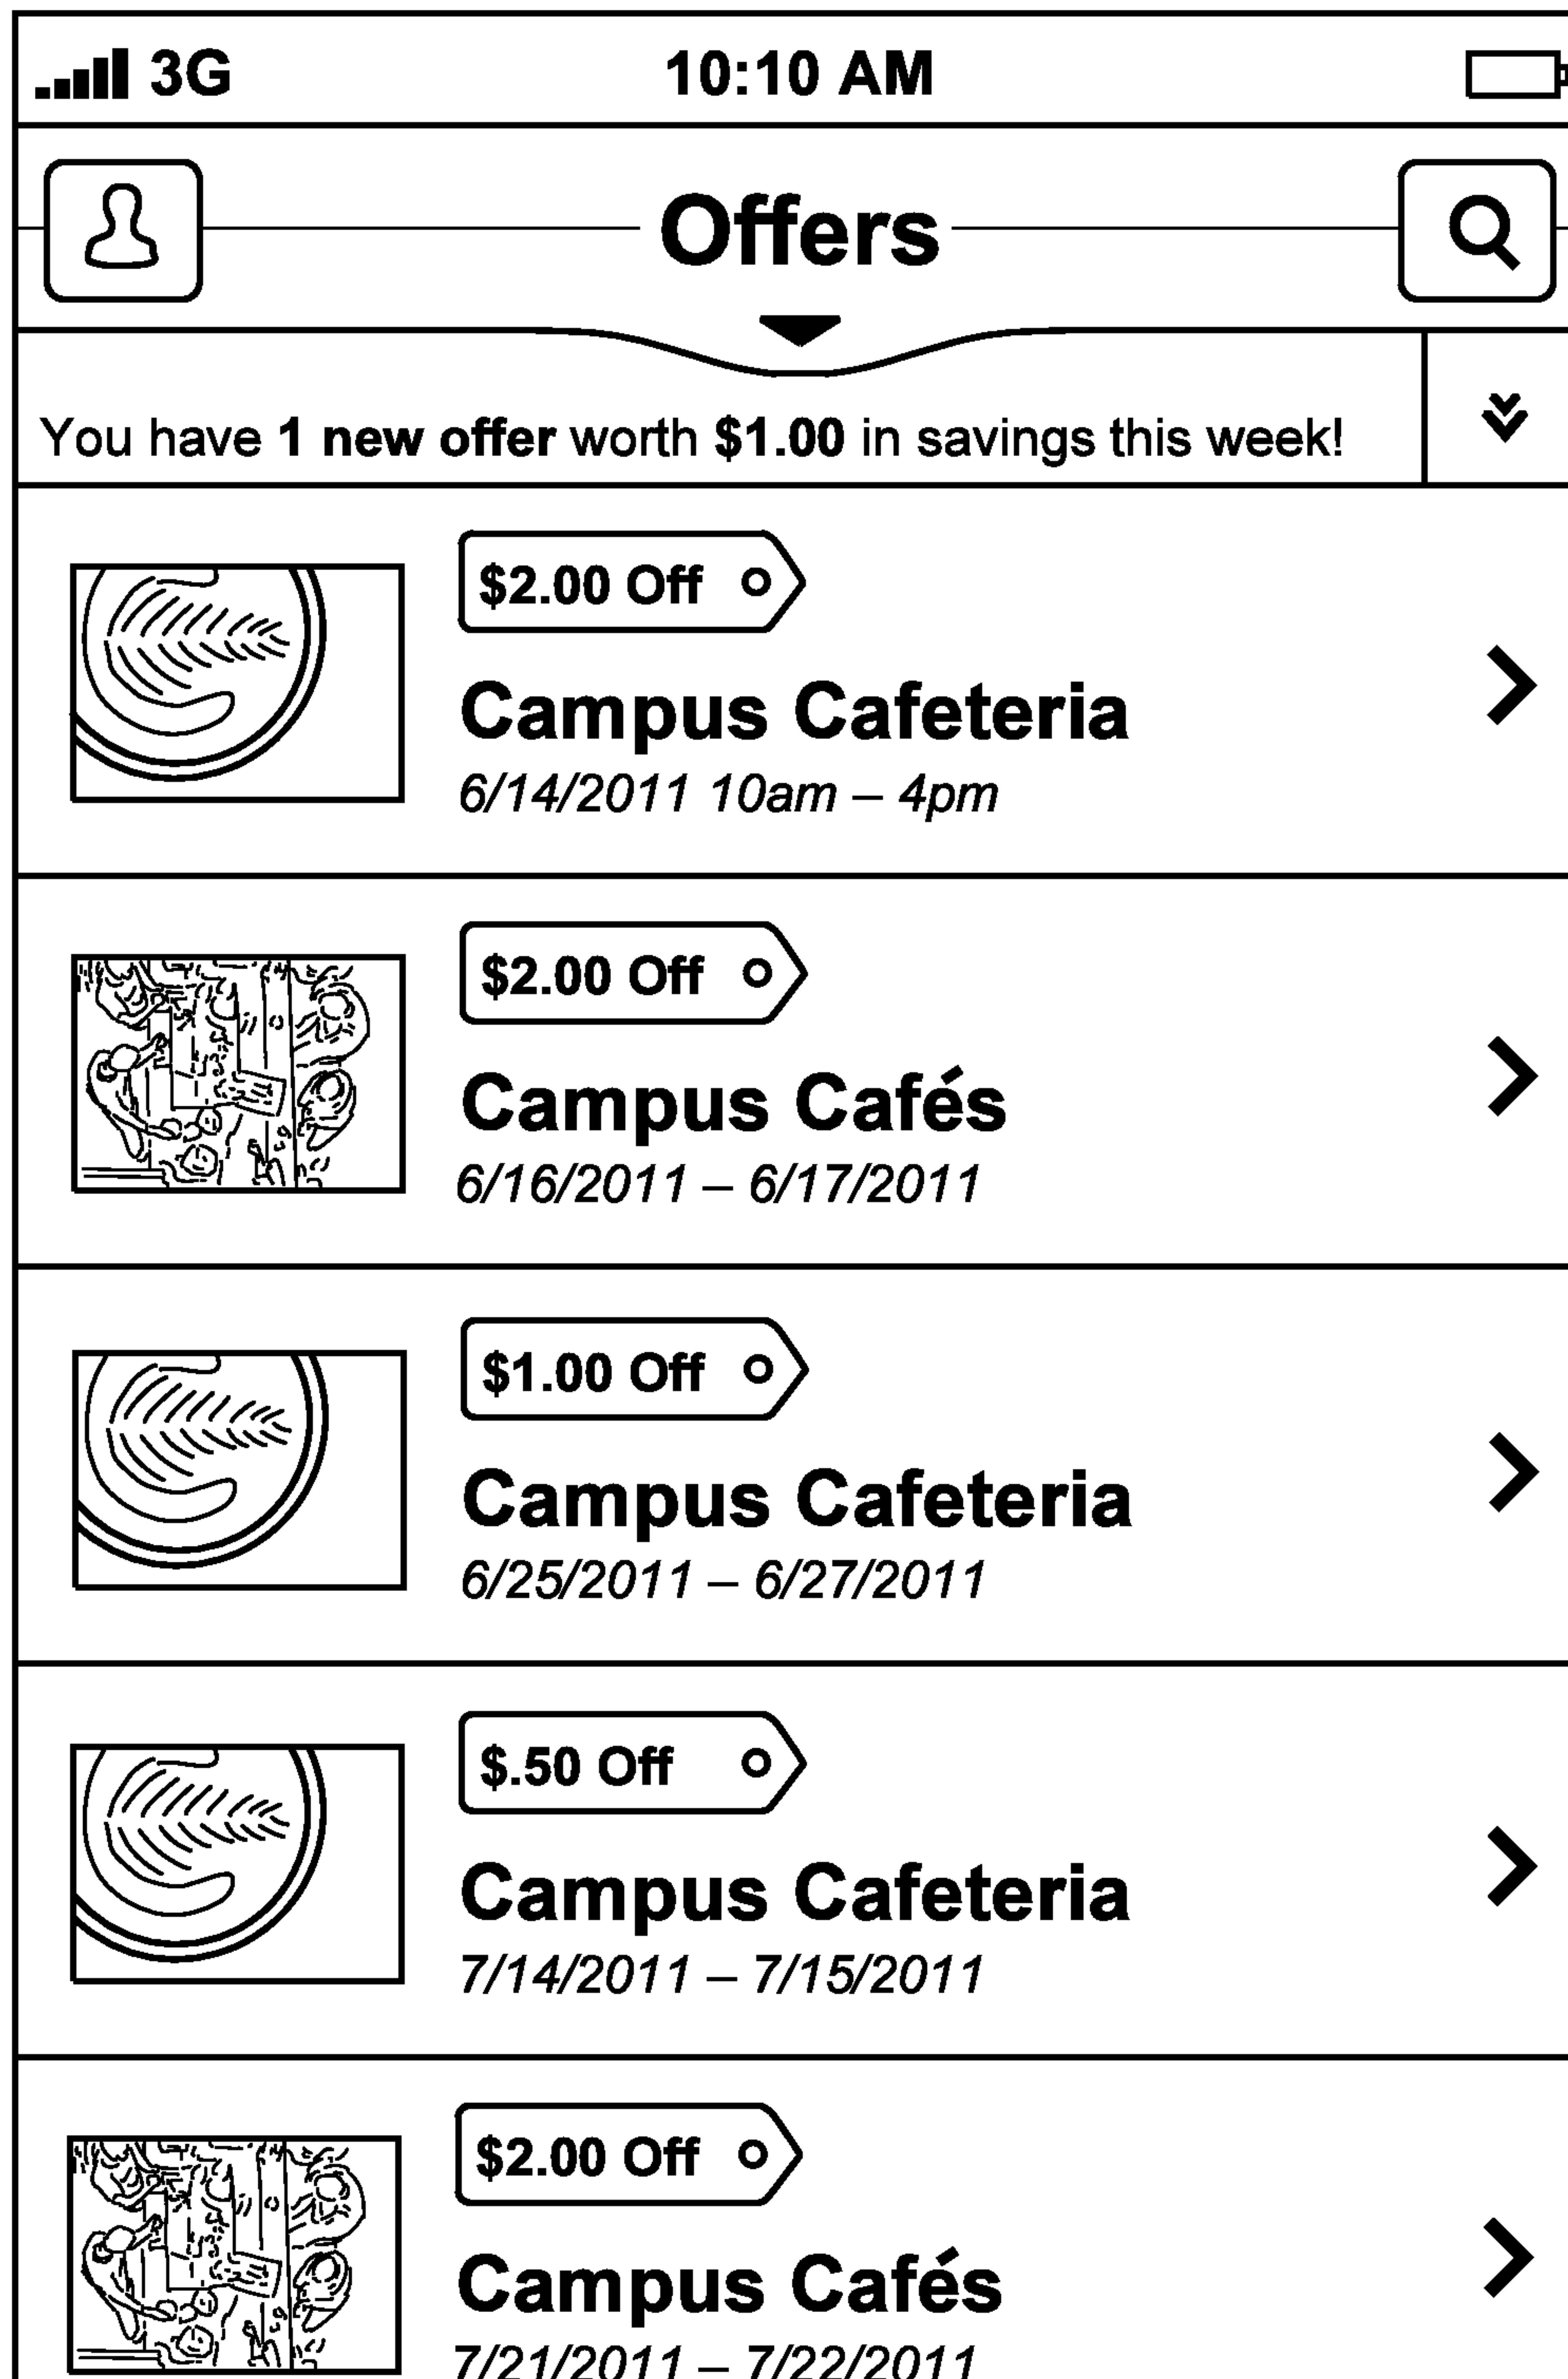 3G 10:10 AM
Offers
You have 1 new offer worth $1.00 in savings this week!
$2.00 Off
Campus Cafeteria
6/14/2011 10am – 4pm
$2.00 Off
Campus Cafés
6/16/2011 – 6/17/2011
$1.00 Off
Campus Cafeteria
6/25/2011 – 6/27/2011
$.50 Off
Campus Cafeteria
7/14/2011 – 7/15/2011
$2.00 Off
Campus Cafés
7/21/2011 – 7/22/2011